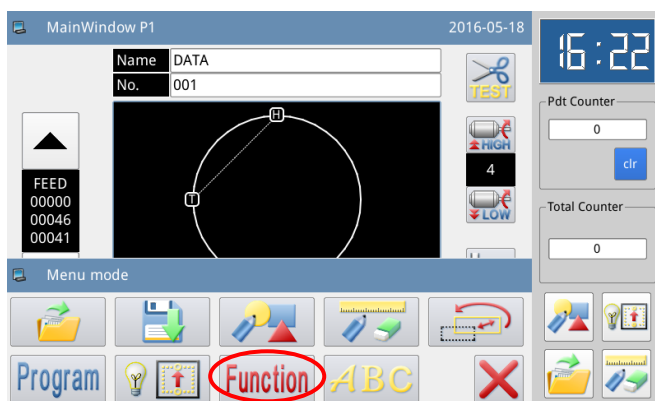 MainWindow P1
2016-05-18
16:22
Name
DATA
No.
001
TEST
H
T
HIGH
4
LOW
FEED
00000
00046
00041
Pdt Counter
0
clr
Total Counter
0
Menu mode
Program
Function
ABC